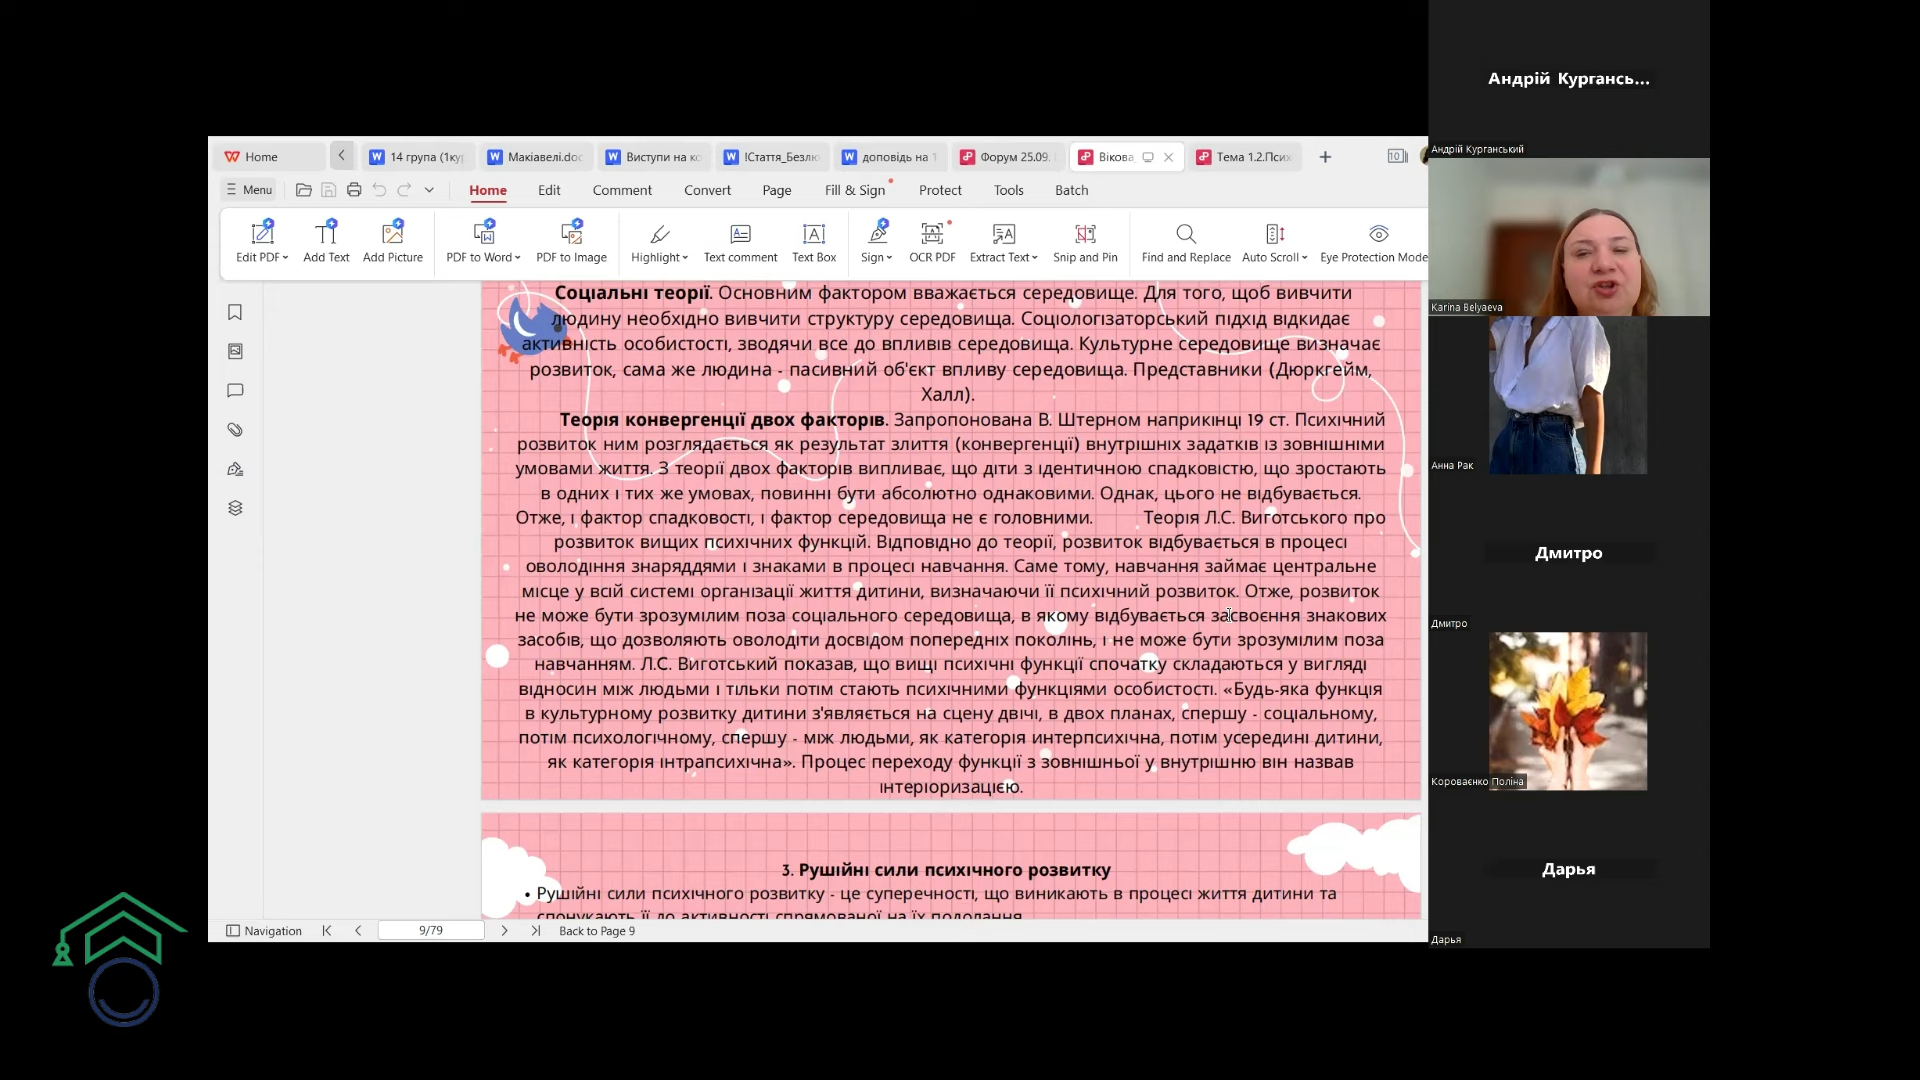 Андрій Кургансь...
Андрій Курганський
Home
14 група (1ку
Макіавелі.doc
Виступи на ко
!Стаття_Безлю
доповідь на 1
Форум 25.09.
Вікова
Тема 1.2.Псих
10
Menu
Home
Edit
Comment
Convert
Page
Fill & Sign
Protect
Tools
Batch
Edit PDF
Add Text
Add Picture
PDF to Word
PDF to Image
Highlight
Text comment
Text Box
Sign
OCR PDF
Extract Text
Snip and Pin
Find and Replace
Auto Scroll
Eye Protection Mode
Karina Belyaeva
Соціальні теорії. Основним фактором вважається середовище. Для того, щоб вивчити
людину необхідно вивчити структуру середовища. Соціологізаторський підхід відкидає
активність особистості, зводячи все до впливів середовища. Культурне середовище визначає
розвиток, сама же людина - пасивний об'єкт впливу середовища. Представники (Дюркгейм,
Халл).
Теорія конвергенції двох факторів. Запропонована В. Штерном наприкінці 19 ст. Психічний
розвиток ним розглядається як результат злиття (конвергенції) внутрішніх задатків із зовнішніми
умовами життя. З теорії двох факторів випливає, що діти з ідентичною спадковістю, що зростають
в одних і тих же умовах, повинні бути абсолютно однаковими. Однак, цього не відбувається.
Отже, і фактор спадковості, і фактор середовища не є головними. Теорія Л.С. Виготського про
розвиток вищих психічних функцій. Відповідно до теорії, розвиток відбувається в процесі
оволодіння знаряддями і знаками в процесі навчання. Саме тому, навчання займає центральне
місце у всій системі організації життя дитини, визначаючи її психічний розвиток. Отже, розвиток
не може бути зрозумілим поза соціального середовища, в якому відбувається засвоєння знакових
засобів, що дозволяють оволодіти досвідом попередніх поколінь, і не може бути зрозумілим поза
навчанням. Л.С. Виготський показав, що вищі психічні функції спочатку складаються у вигляді
відносин між людьми і тільки потім стають психічними функціями особистості. «Будь-яка функція
в культурному розвитку дитини з'являється на сцену двічі, в двох планах, спершу - соціальному,
потім психологічному, спершу - між людьми, як категорія интерпсихічна, потім усередині дитини,
як категорія інтрапсихічна». Процес переходу функції з зовнішньої у внутрішню він назвав
інтеріоризацією.
3. Рушійні сили психічного розвитку
• Рушійні сили психічного розвитку - це суперечності, що виникають в процесі життя дитини та
спонукають її до активності спрямованої на їх подолання
Анна Рак
Дмитро
Дмитро
Короваєнко Поліна
Дарья
Дарья
Navigation
9/79
Back to Page 9